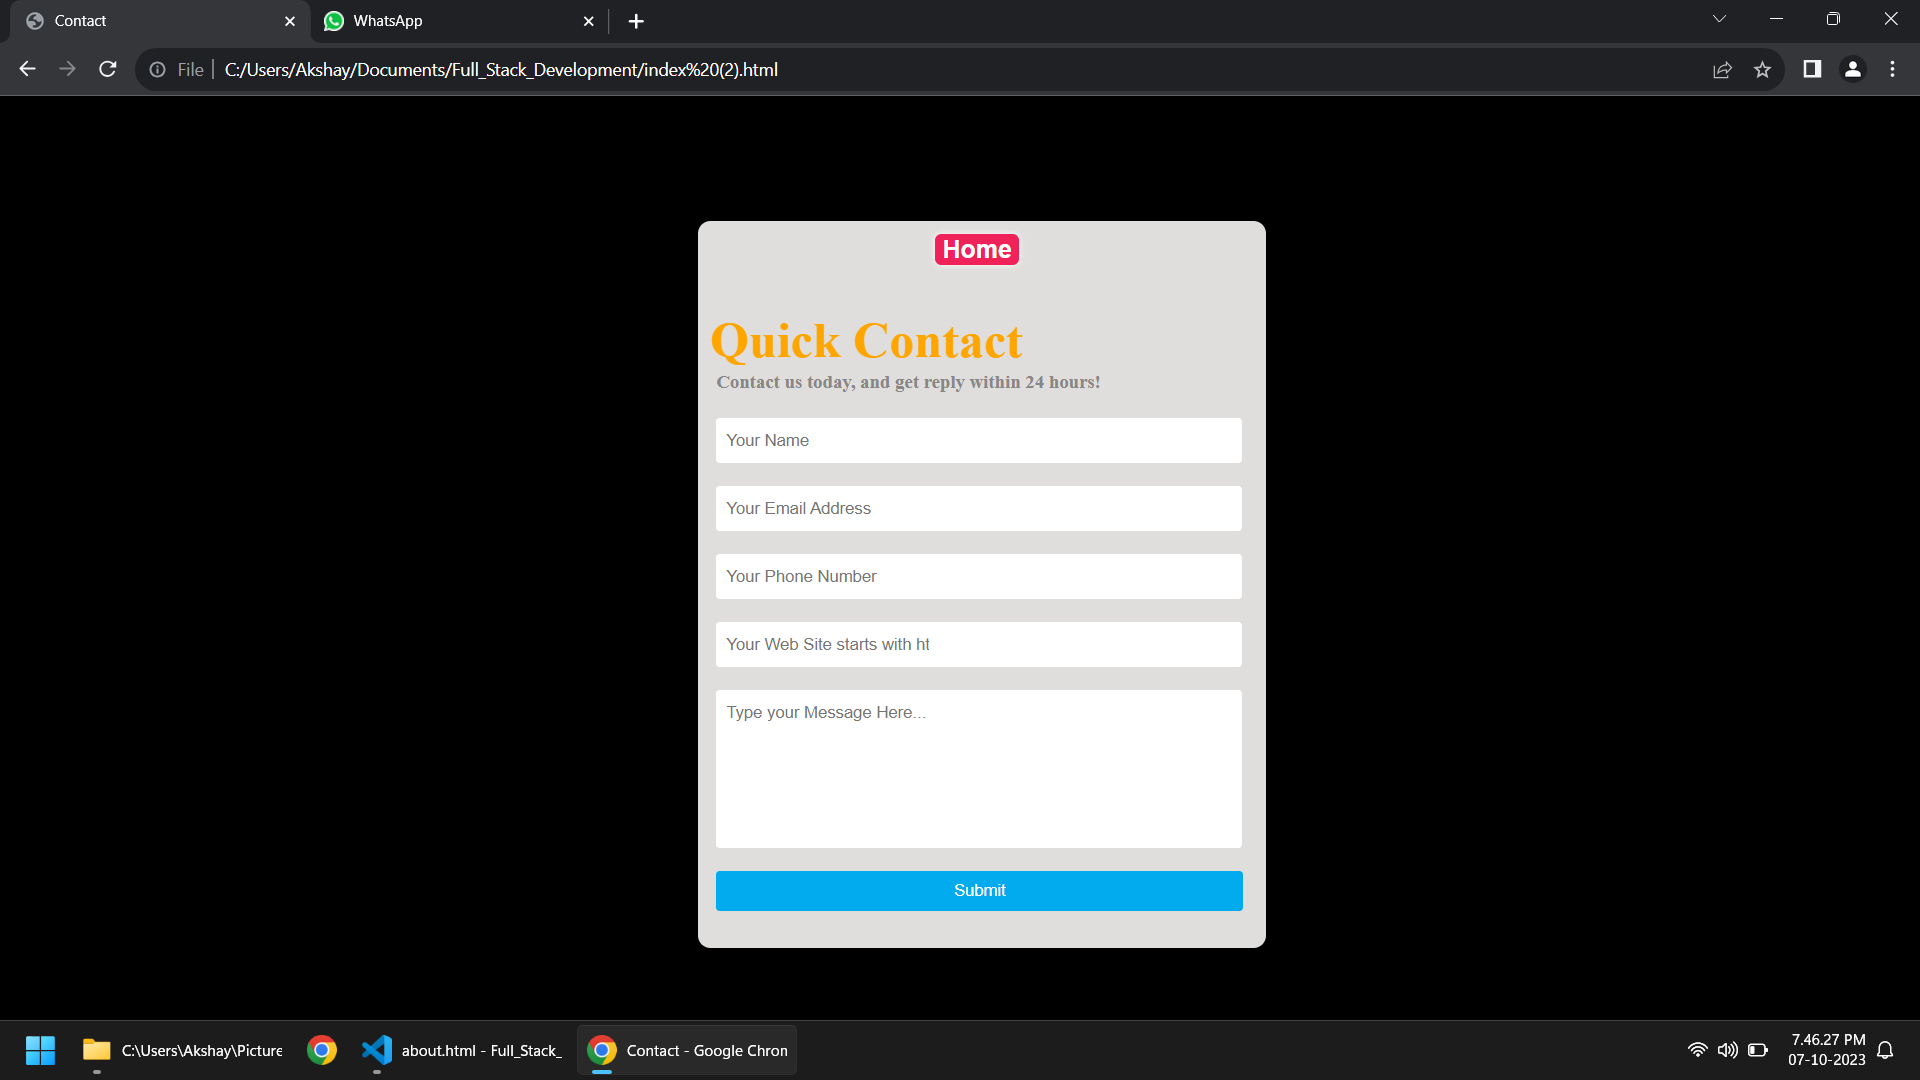 Contact
WhatsApp
File
C:/Users/Akshay/Documents/Full_Stack_Development/index%20(2).html
Home
Quick Contact
Contact us today, and get reply within 24 hours!
Your Name
Your Email Address
Your Phone Number
Your Web Site starts with ht
Type your Message Here...
Submit
C:\Users\Akshay\Picture
about.html - Full_Stack_
Contact - Google Chron
7.46.27 PM
07-10-2023